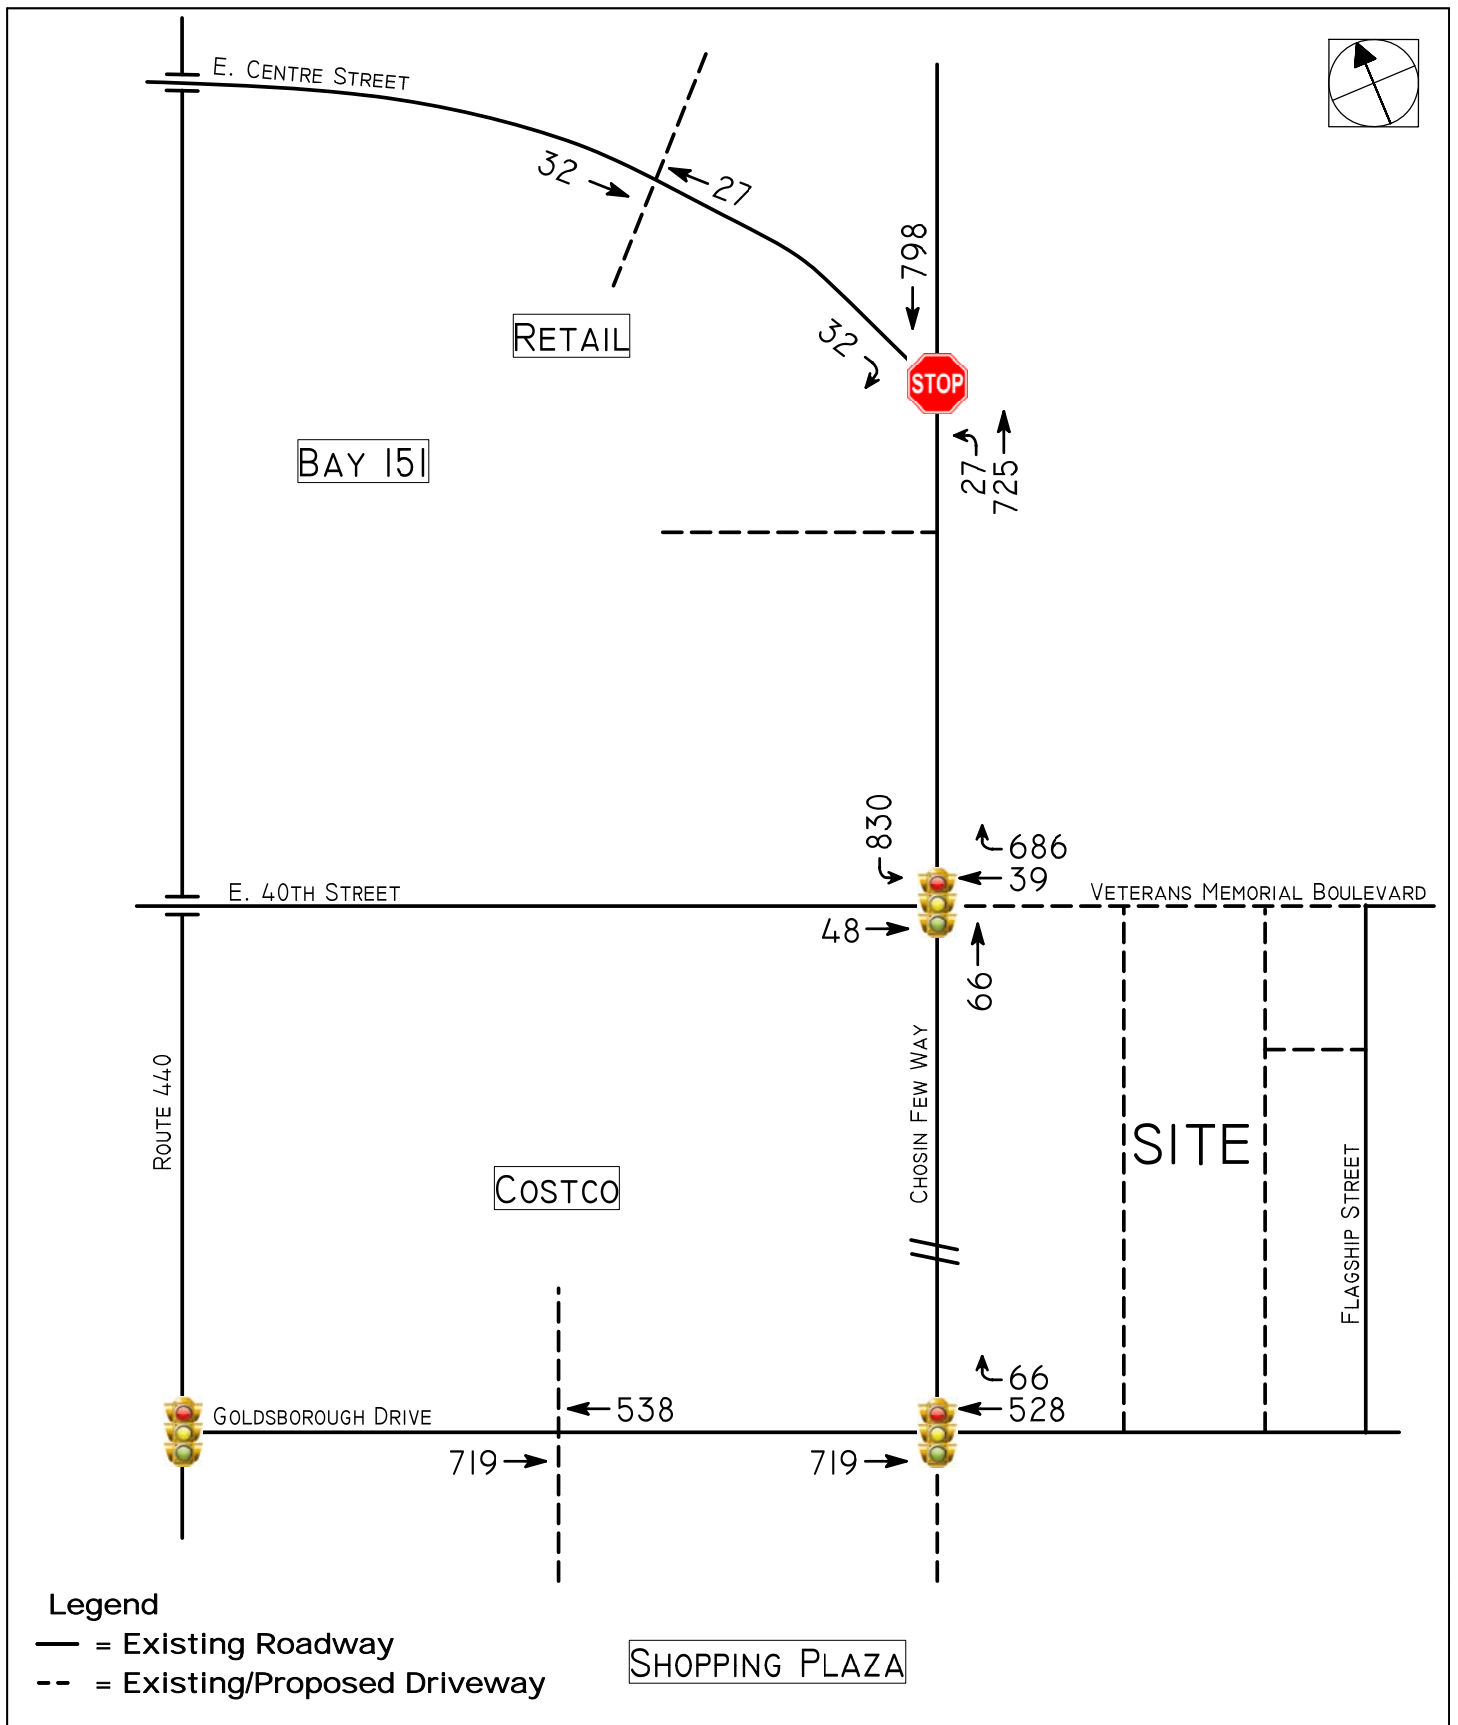 E. CENTRE STREET
32
27
798
RETAIL
32
STOP
BAY 151
27
725
830
686
39
E. 40TH STREET
VETERANS MEMORIAL BOULEVARD
48
66
ROUTE 440
CHOSIN FEW WAY
SITE
COSTCO
FLAGSHIP STREET
66
538
528
GOLDSBOROUGH DRIVE
719
719
Legend
= Existing Roadway
= Existing/Proposed Driveway
SHOPPING PLAZA